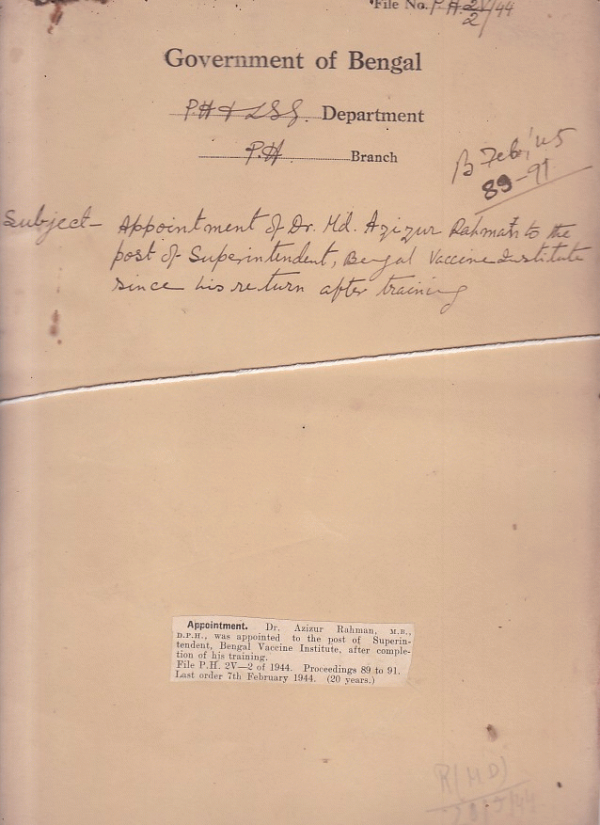 File No. P.H. 2V/2/44
Government of Bengal
P.H & LSG. Department
P.H. Branch
B Feb/45
89-91
Subject- Appointment of Dr. Md. Azizur Rahman to the
post of Superintendent, Bengal Vaccine Institute
since his return after training
Appointment. Dr. Azizur Rahman, M.B.,
D.P.H., was appointed to the post of Superin-
tendent, Bengal Vaccine Institute, after comple-
tion of his training.
File P.H. 2V—2 of 1944. Proceedings 89 to 91.
Last order 7th February 1944. (20 years.)
R(HD)